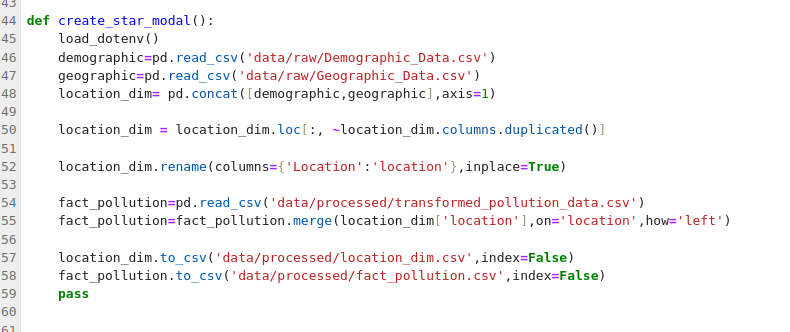 43
44 def create_star_modal():
45     load_dotenv()
46     demographic=pd.read_csv('data/raw/Demographic_Data.csv')
47     geographic=pd.read_csv('data/raw/Geographic_Data.csv')
48     location_dim= pd.concat([demographic,geographic],axis=1)
49
50     location_dim = location_dim.loc[:, ~location_dim.columns.duplicated()]
51
52     location_dim.rename(columns={'Location':'location'},inplace=True)
53
54     fact_pollution=pd.read_csv('data/processed/transformed_pollution_data.csv')
55     fact_pollution=fact_pollution.merge(location_dim['location'],on='location',how='left')
56
57     location_dim.to_csv('data/processed/location_dim.csv',index=False)
58     fact_pollution.to_csv('data/processed/fact_pollution.csv',index=False)
59     pass
60
61